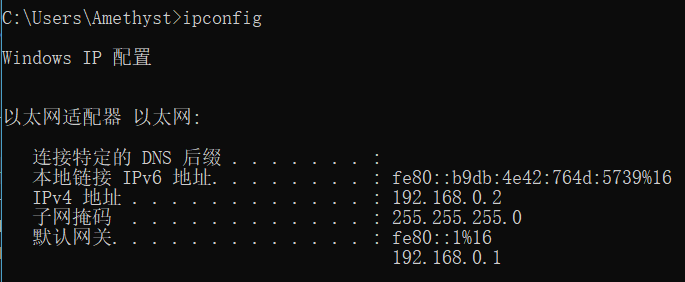 C:\Users\Amethyst>ipconfig
Windows IP 配置
以太网适配器 以太网:
连接特定的 DNS 后缀 . . . . . . . :
本地链接 IPv6 地址. . . . . . . . : fe80::b9db:4e42:764d:5739%16
IPv4 地址 . . . . . . . . . . . . : 192.168.0.2
子网掩码  . . . . . . . . . . . . : 255.255.255.0
默认网关. . . . . . . . . . . . . : fe80::1%16
192.168.0.1